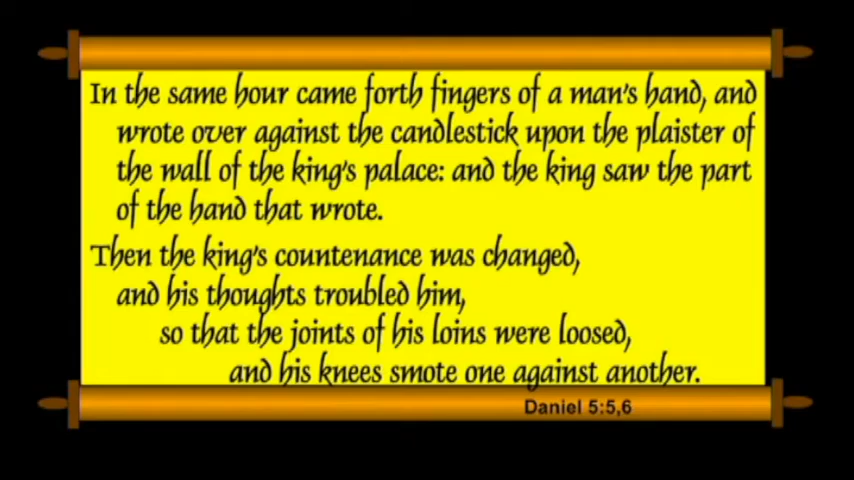 In the same hour came forth fingers of a man's hand, and
wrote over against the candlestick upon the plaister of
the wall of the king's palace: and the king saw the part
of the hand that wrote.
Then the king's countenance was changed,
and his thoughts troubled him,
so that the joints of his loins were loosed,
and his knees smote one against another.
Daniel 5:5,6